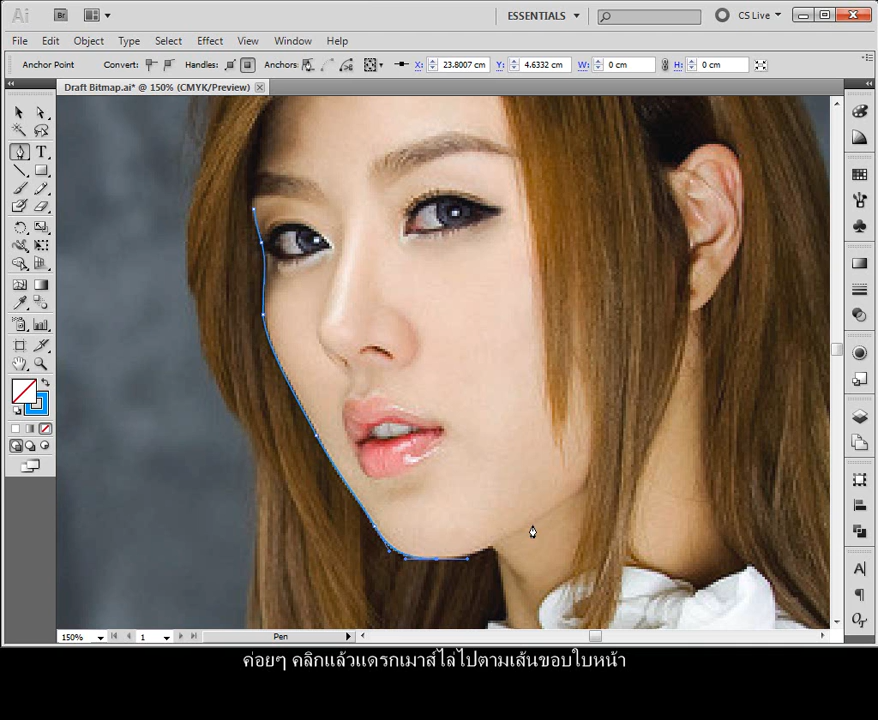 Ai Br ESSENTIALS CS Live
File Edit Object Type Select Effect View Window Help
Anchor Point Convert: Handles: Anchors: X: 23.8007 cm Y: 4.6332 cm W: 0 cm H: 0 cm
Draft Bitmap.ai* @ 150% (CMYK/Preview)
150% 1 Pen
ค่อยๆ คลิกแล้วแดรกเมาส์ไล่ไปตามเส้นขอบใบหน้า